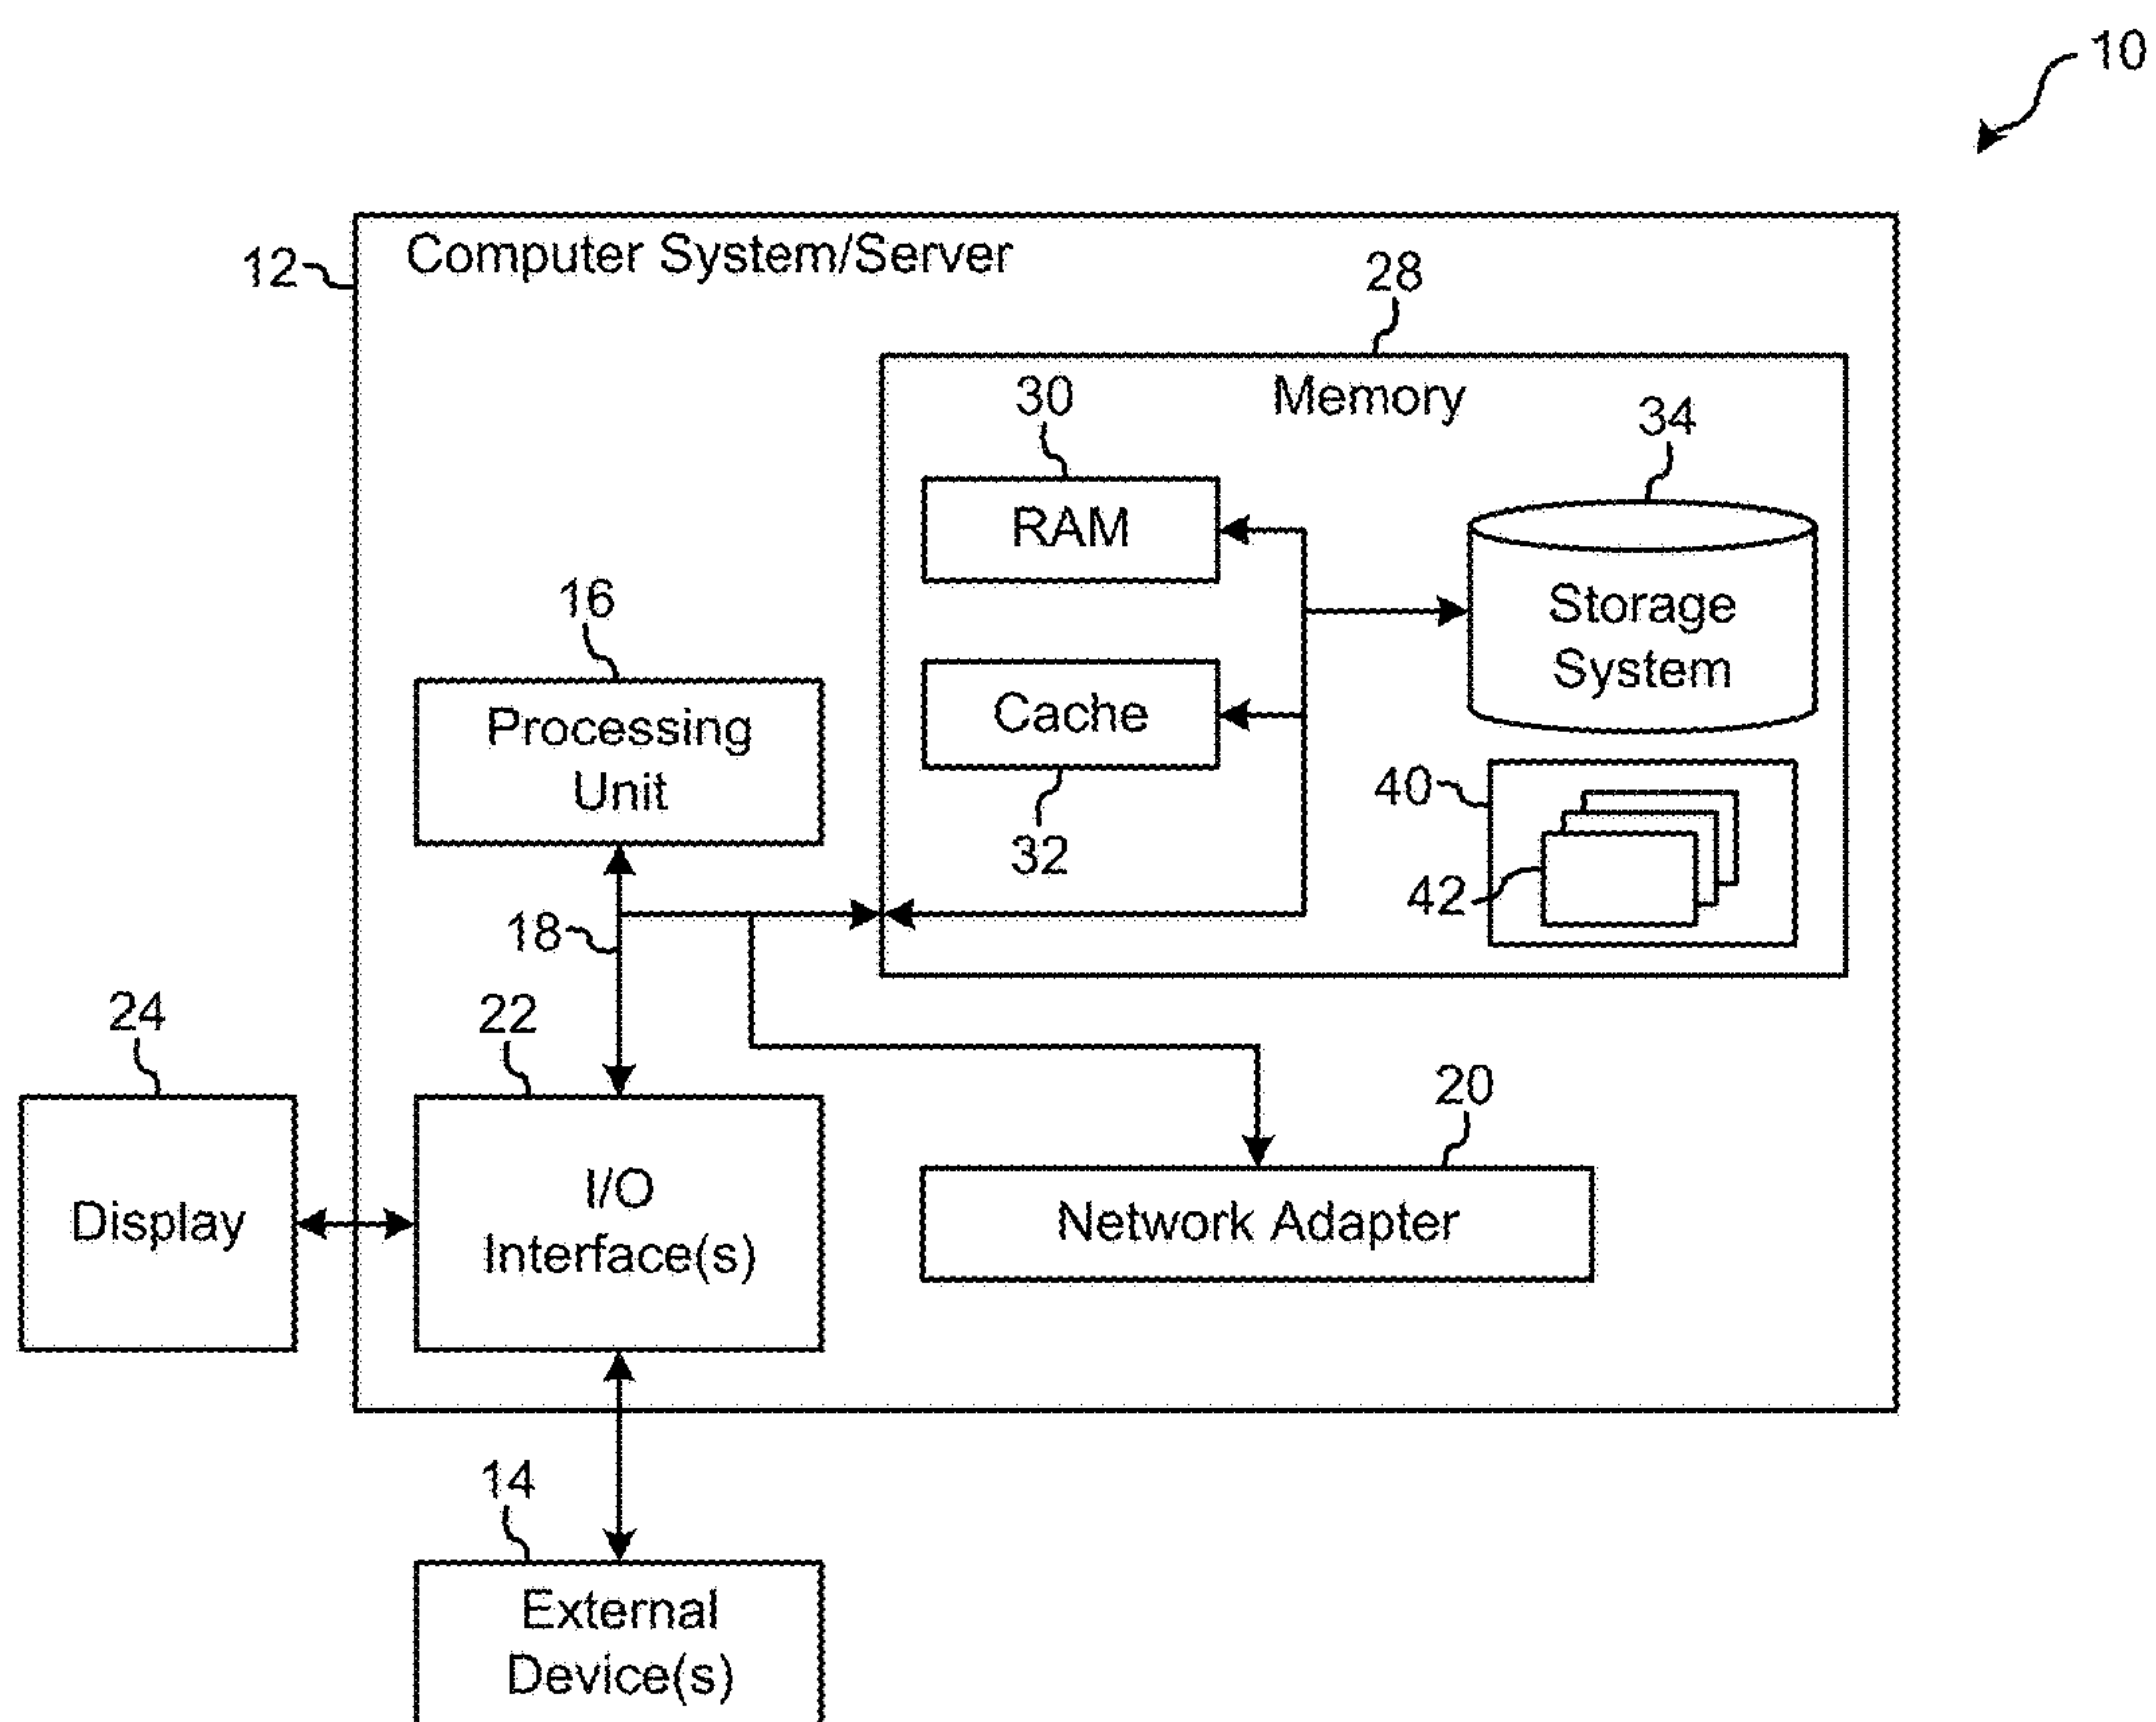 10
12
Computer System/Server
28
30
Memory
34
RAM
16
Storage
System
Processing
Unit
Cache
40
32
42
18
24
22
20
Display
I/O
Interface(s)
Network Adapter
14
External
Device(s)